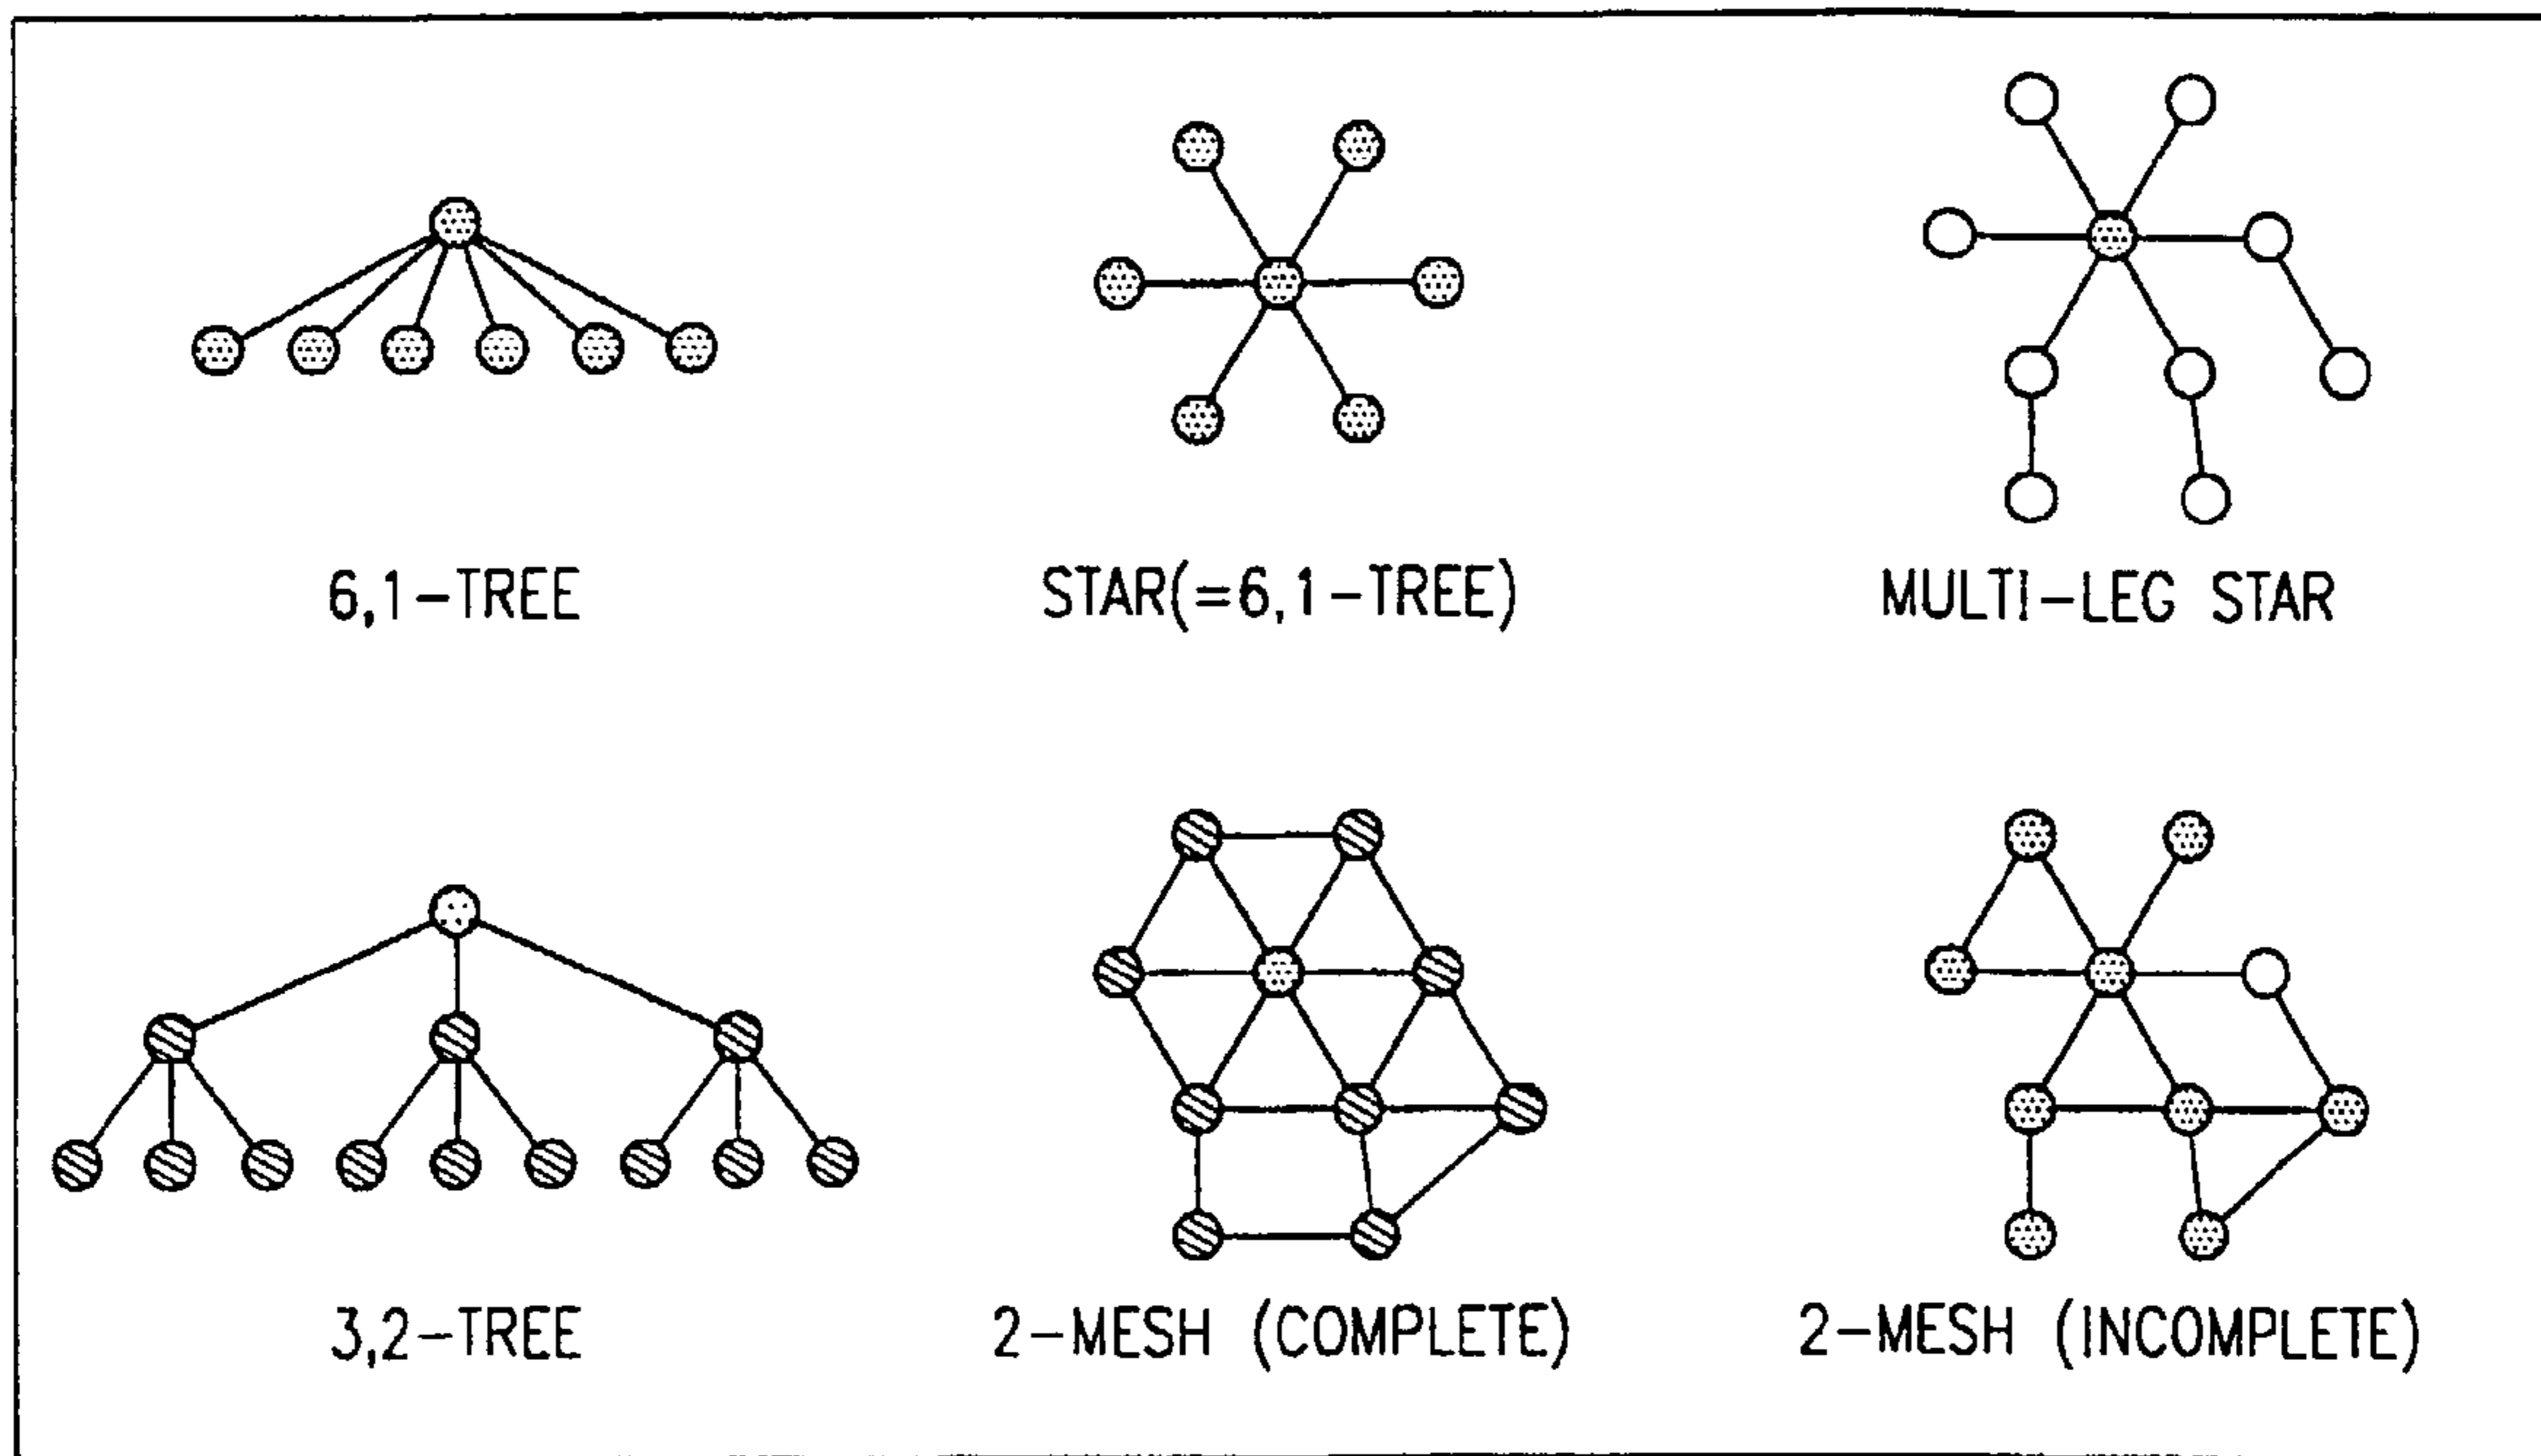 6,1-TREE
STAR(=6,1-TREE)
MULTI-LEG STAR
3,2-TREE
2-MESH (COMPLETE)
2-MESH (INCOMPLETE)